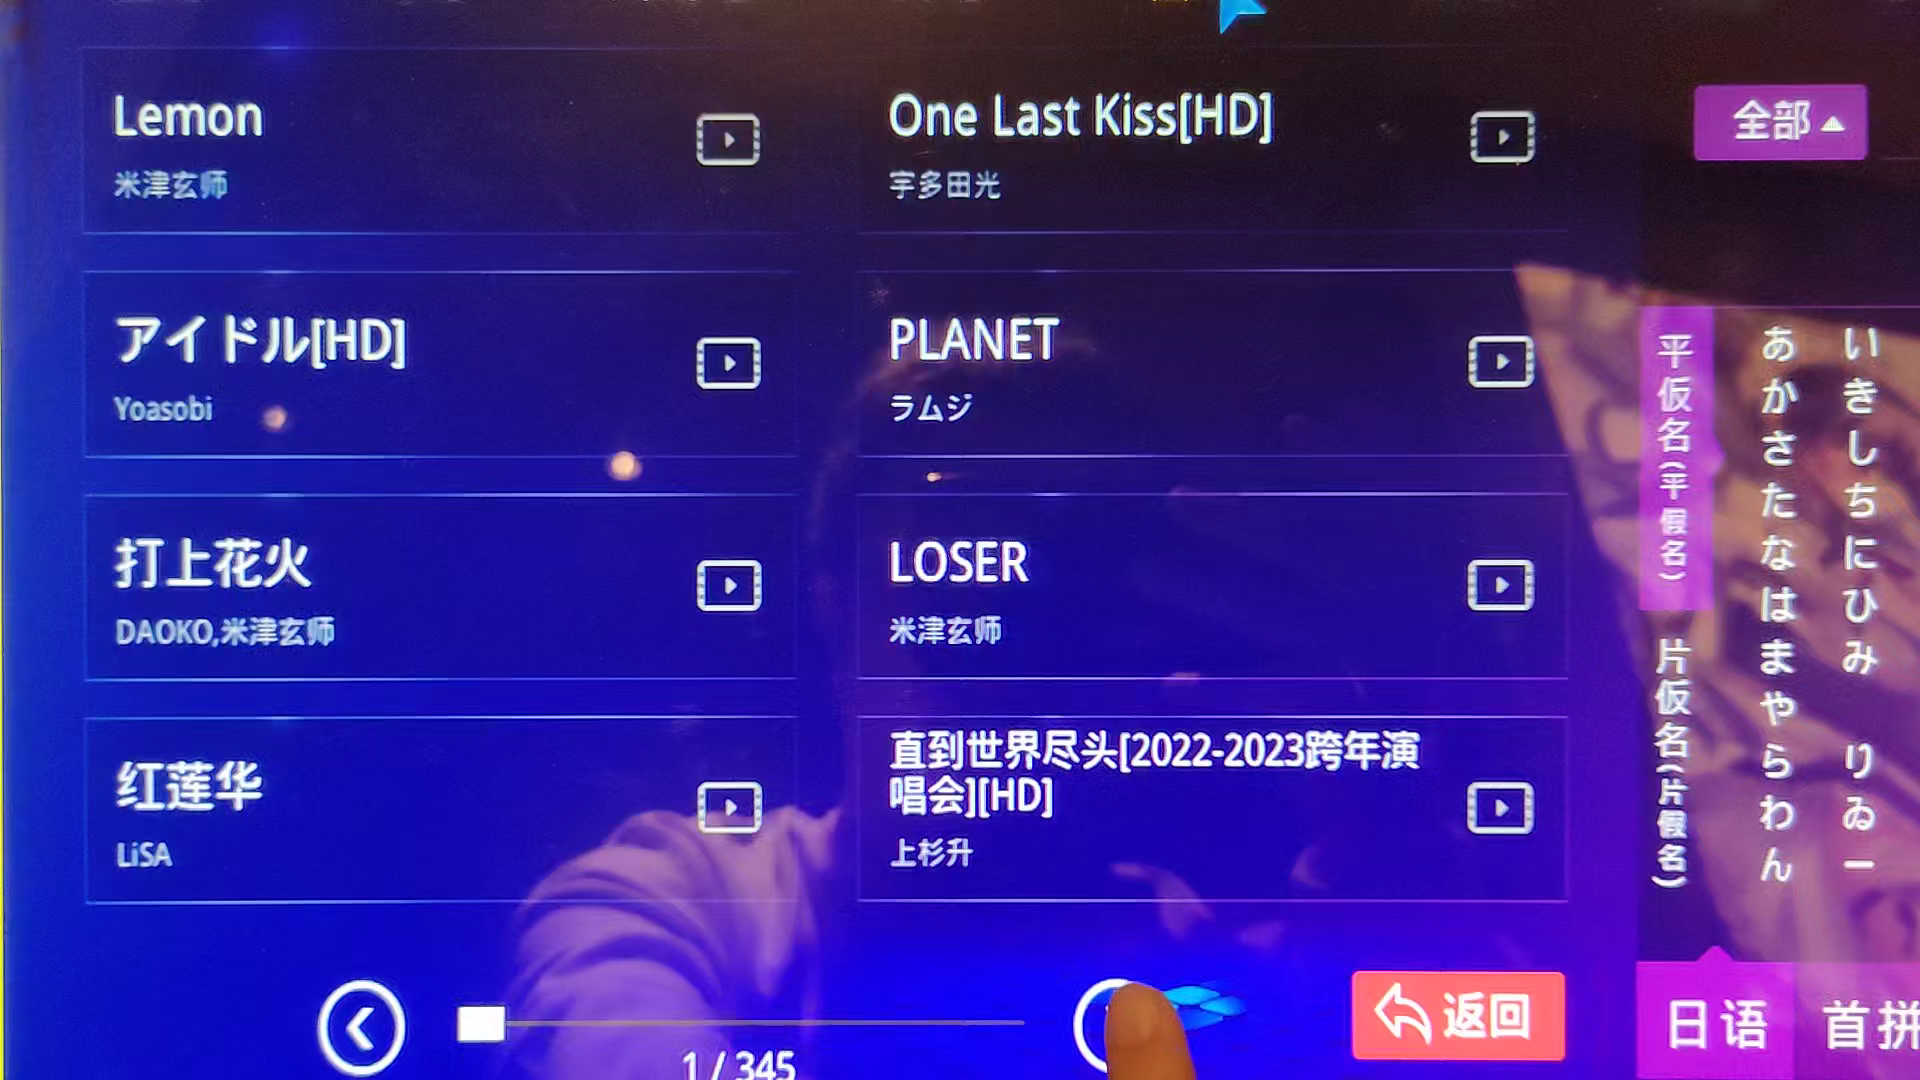 Lemon
米津玄师
One Last Kiss[HD]
宇多田光
アイドル[HD]
Yoasobi
PLANET
ラムジ
打上花火
DAOKO,米津玄师
LOSER
米津玄师
红莲华
LiSA
直到世界尽头[2022-2023跨年演
唱会][HD]
上杉升
1 / 345
返回
全部
平仮名(平假名)
片仮名(片假名)
あ い
か き
さ し
た ち
な に
は ひ
ま み
や
ら り
わ ゐ
ん ー
日语
首拼